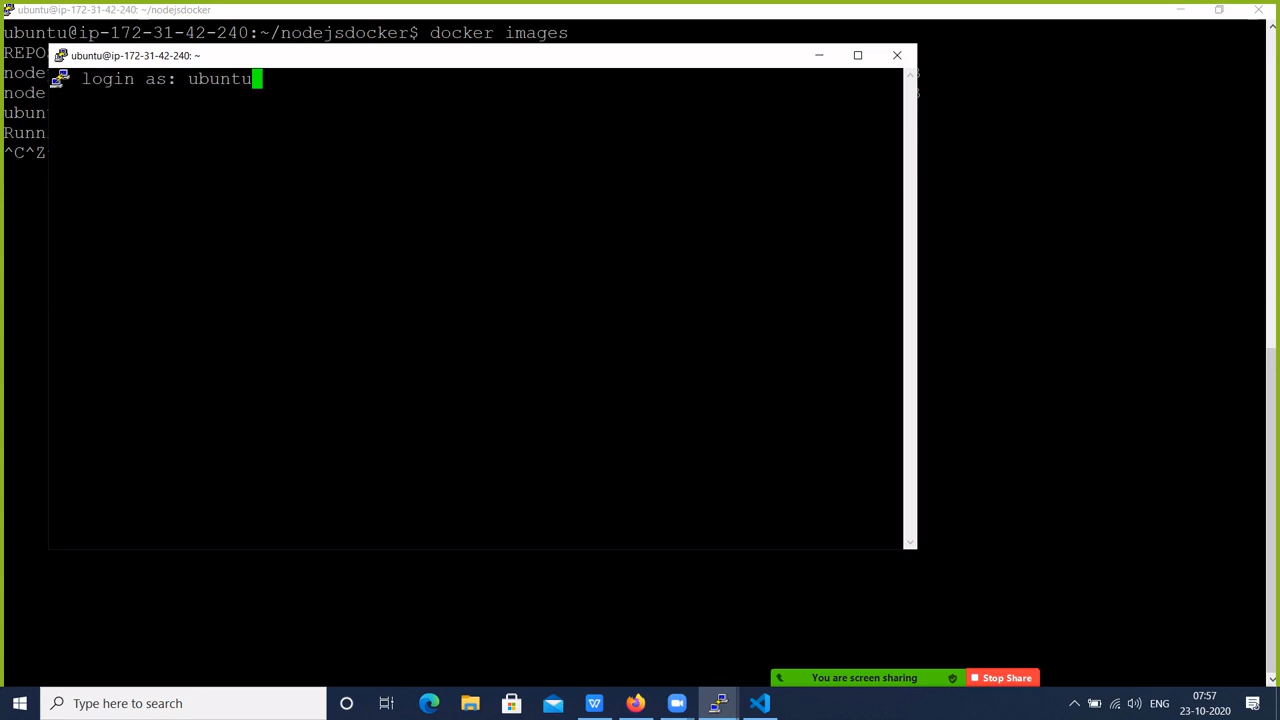 ubuntu@ip-172-31-42-240: ~/nodejsdocker
ubuntu@ip-172-31-42-240:~/nodejsdocker$ docker images
REPO
node
node
ubun
Runn
^C^Z
ubuntu@ip-172-31-42-240: ~
login as: ubuntu
You are screen sharing
Stop Share
Type here to search
W
ENG
07:57
23-10-2020